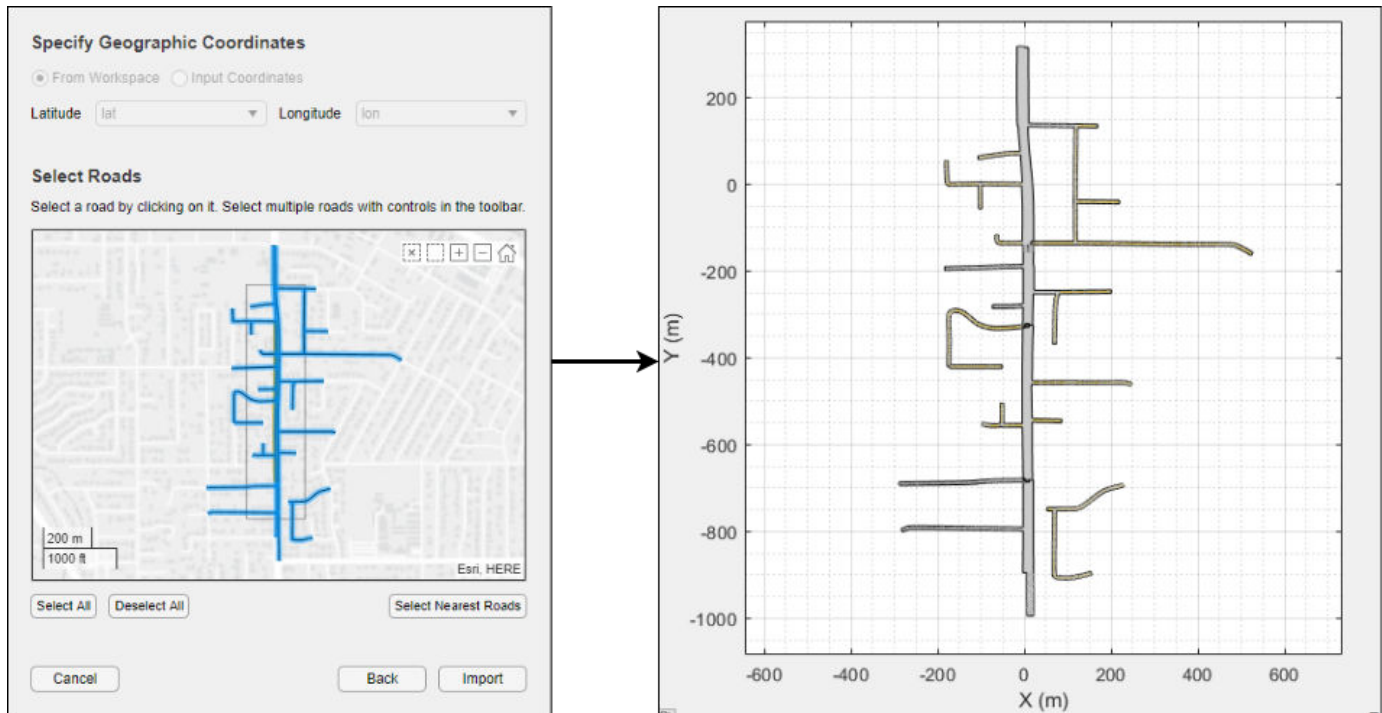 Specify Geographic Coordinates
From Workspace Input Coordinates
Latitude lat Longitude lon
Select Roads
Select a road by clicking on it. Select multiple roads with controls in the toolbar.
200 m
1000 ft
Esri, HERE
Select All Deselect All Select Nearest Roads
Cancel Back Import
200
0
-200
-400
-600
-800
-1000
Y (m)
-600 -400 -200 0 200 400 600
X (m)